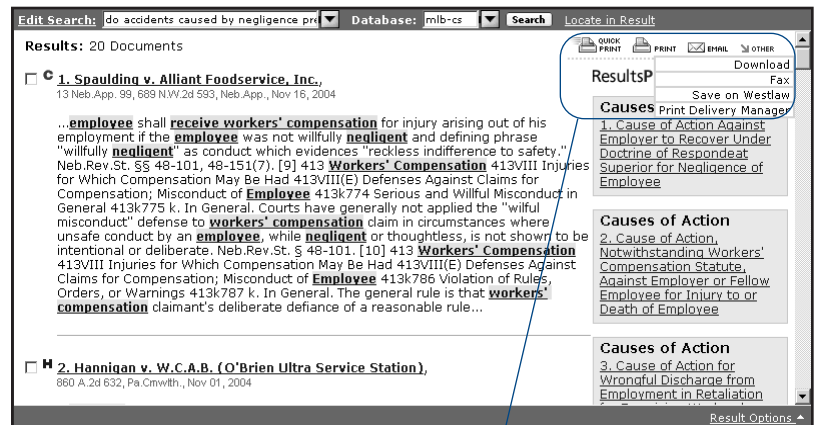 Edit Search: do accidents caused by negligence pre Database: mlb-cs Search Locate in Result
Results: 20 Documents
QUICK PRINT PRINT EMAIL OTHER
Download
Fax
Save on Westlaw
Print Delivery Manager
ResultsP
C 1. Spaulding v. Alliant Foodservice, Inc.,
13 Neb.App. 99, 689 N.W.2d 593, Neb.App., Nov 16, 2004
...employee shall receive workers' compensation for injury arising out of his
employment if the employee was not willfully negligent and defining phrase
"willfully negligent" as conduct which evidences "reckless indifference to safety."
Neb.Rev.St. §§ 48-101, 48-151(7). [9] 413 Workers' Compensation 413VIII Injuries
for Which Compensation May Be Had 413VIII(E) Defenses Against Claims for
Compensation; Misconduct of Employee 413k774 Serious and Willful Misconduct in
General 413k775 k. In General. Courts have generally not applied the "wilful
misconduct" defense to workers' compensation claim in circumstances where
unsafe conduct by an employee, while negligent or thoughtless, is not shown to be
intentional or deliberate. Neb.Rev.St. § 48-101. [10] 413 Workers' Compensation
413VIII Injuries for Which Compensation May Be Had 413VIII(E) Defenses Against
Claims for Compensation; Misconduct of Employee 413k786 Violation of Rules,
Orders, or Warnings 413k787 k. In General. The general rule is that workers'
compensation claimant's deliberate defiance of a reasonable rule...
H 2. Hannigan v. W.C.A.B. (O'Brien Ultra Service Station),
860 A.2d 632, Pa.Cmwlth., Nov 01, 2004
Causes
1. Cause of Action Against
Employer to Recover Under
Doctrine of Respondeat
Superior for Negligence of
Employee
Causes of Action
2. Cause of Action,
Notwithstanding Workers'
Compensation Statute,
Against Employer or Fellow
Employee for Injury to or
Death of Employee
Causes of Action
3. Cause of Action for
Wrongful Discharge from
Employment in Retaliation
Result Options